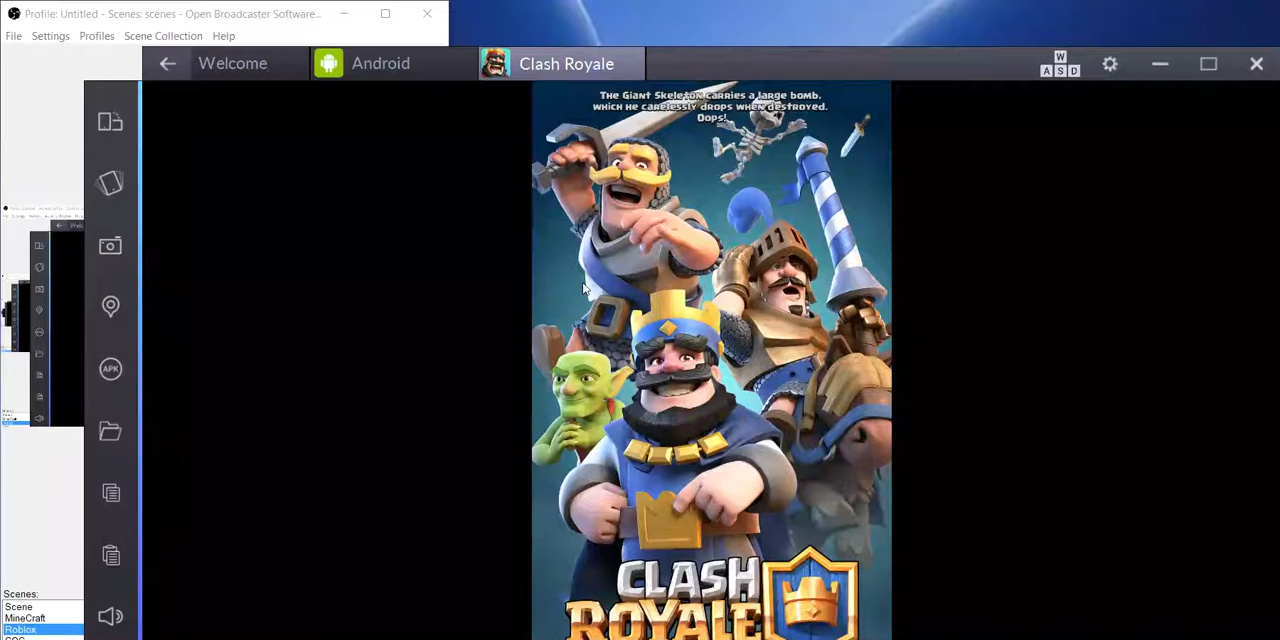 Profile: Untitled - Scenes: scenes - Open Broadcaster Software...
File Settings Profiles Scene Collection Help
Welcome Android Clash Royale
W
A S D
The Giant Skeleton carries a large bomb,
which he carelessly drops when destroyed.
Oops!
APK
CLASH
ROYALE
Scenes:
Scene
MineCraft
Roblox